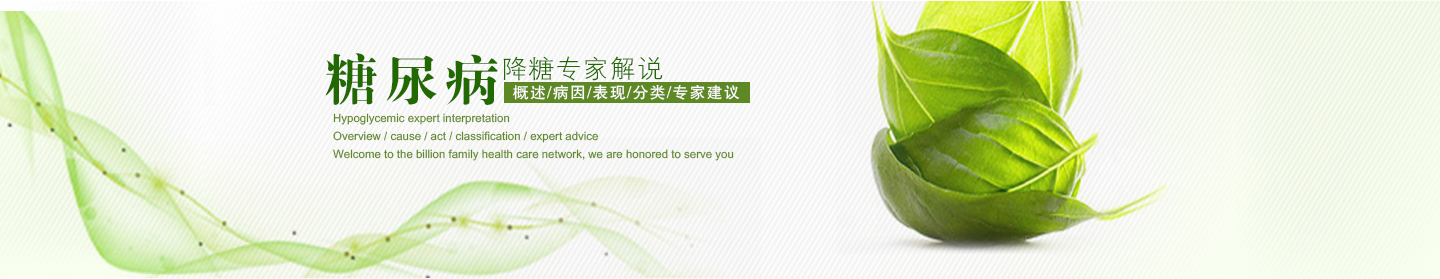 糖尿病
降糖专家解说
概述/病因/表现/分类/专家建议
Hypoglycemic expert interpretation
Overview / cause / act / classification / expert advice
Welcome to the billion family health care network, we are honored to serve you